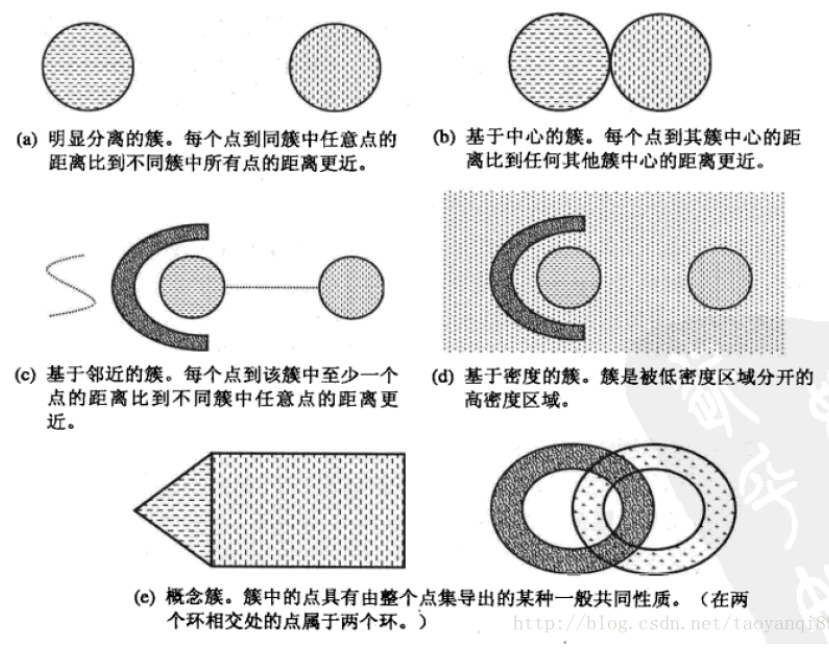 (a) 明显分离的簇。每个点到同簇中任意点的
距离比到不同簇中所有点的距离更近。
(b) 基于中心的簇。每个点到其簇中心的距
离比到任何其他簇中心的距离更近。
(c) 基于邻近的簇。每个点到该簇中至少一个
点的距离比到不同簇中任意点的距离更
近。
(d) 基于密度的簇。簇是被低密度区域分开的
高密度区域。
(e) 概念簇。簇中的点具有由整个点集导出的某种一般共同性质。（在两
个环相交处的点属于两个环。）
http://blog.csdn.net/taoyanqi89